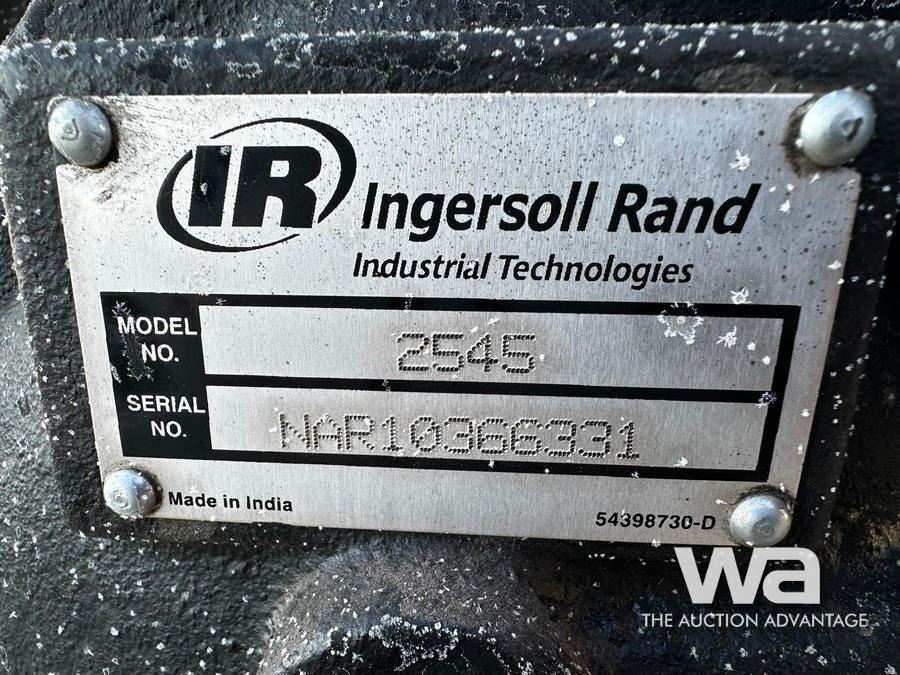 IR Ingersoll Rand
Industrial Technologies
MODEL NO. 2545
SERIAL NO. NAR10366331
Made in India
54398730-D
wa
THE AUCTION ADVANTAGE